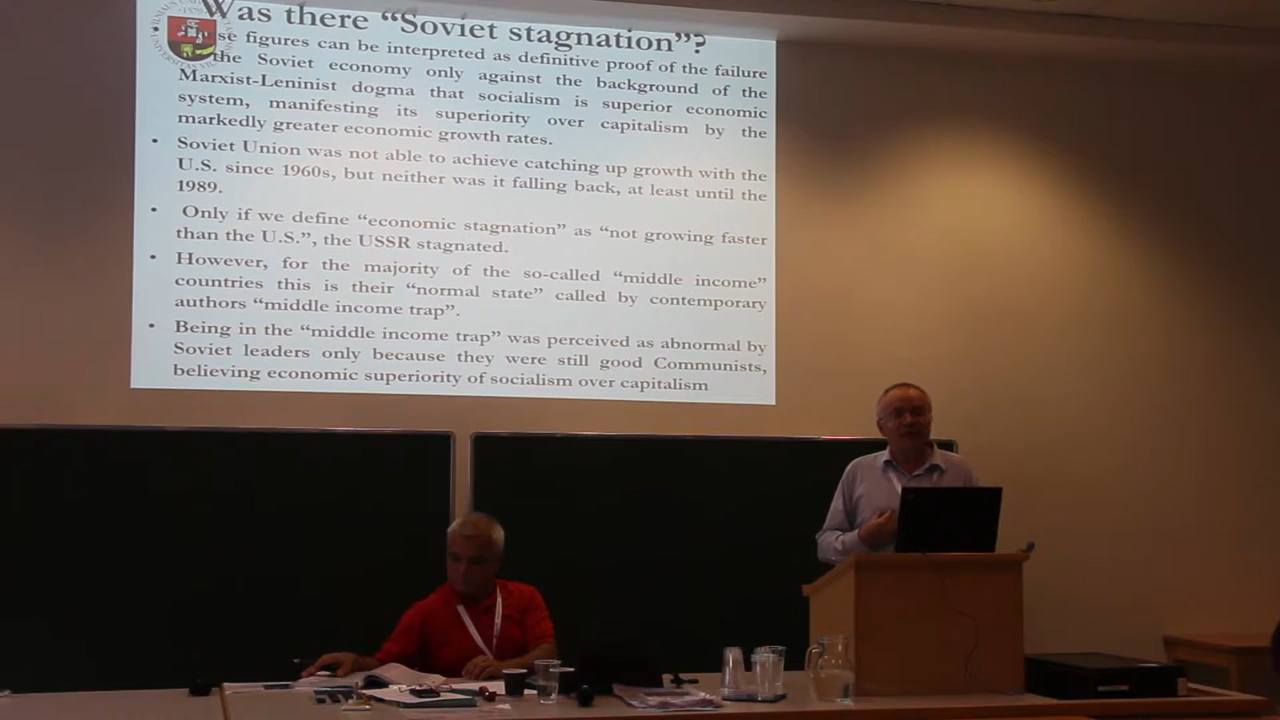 Was there “Soviet stagnation”?
se figures can be interpreted as definitive proof of the failure
the Soviet economy only against the background of the
Marxist-Leninist dogma that socialism is superior economic
system, manifesting its superiority over capitalism by the
markedly greater economic growth rates.
• Soviet Union was not able to achieve catching up growth with the
U.S. since 1960s, but neither was it falling back, at least until the
1989.
• Only if we define “economic stagnation” as “not growing faster
than the U.S.”, the USSR stagnated.
• However, for the majority of the so-called “middle income”
countries this is their “normal state” called by contemporary
authors “middle income trap”.
• Being in the “middle income trap” was perceived as abnormal by
Soviet leaders only because they were still good Communists,
believing economic superiority of socialism over capitalism